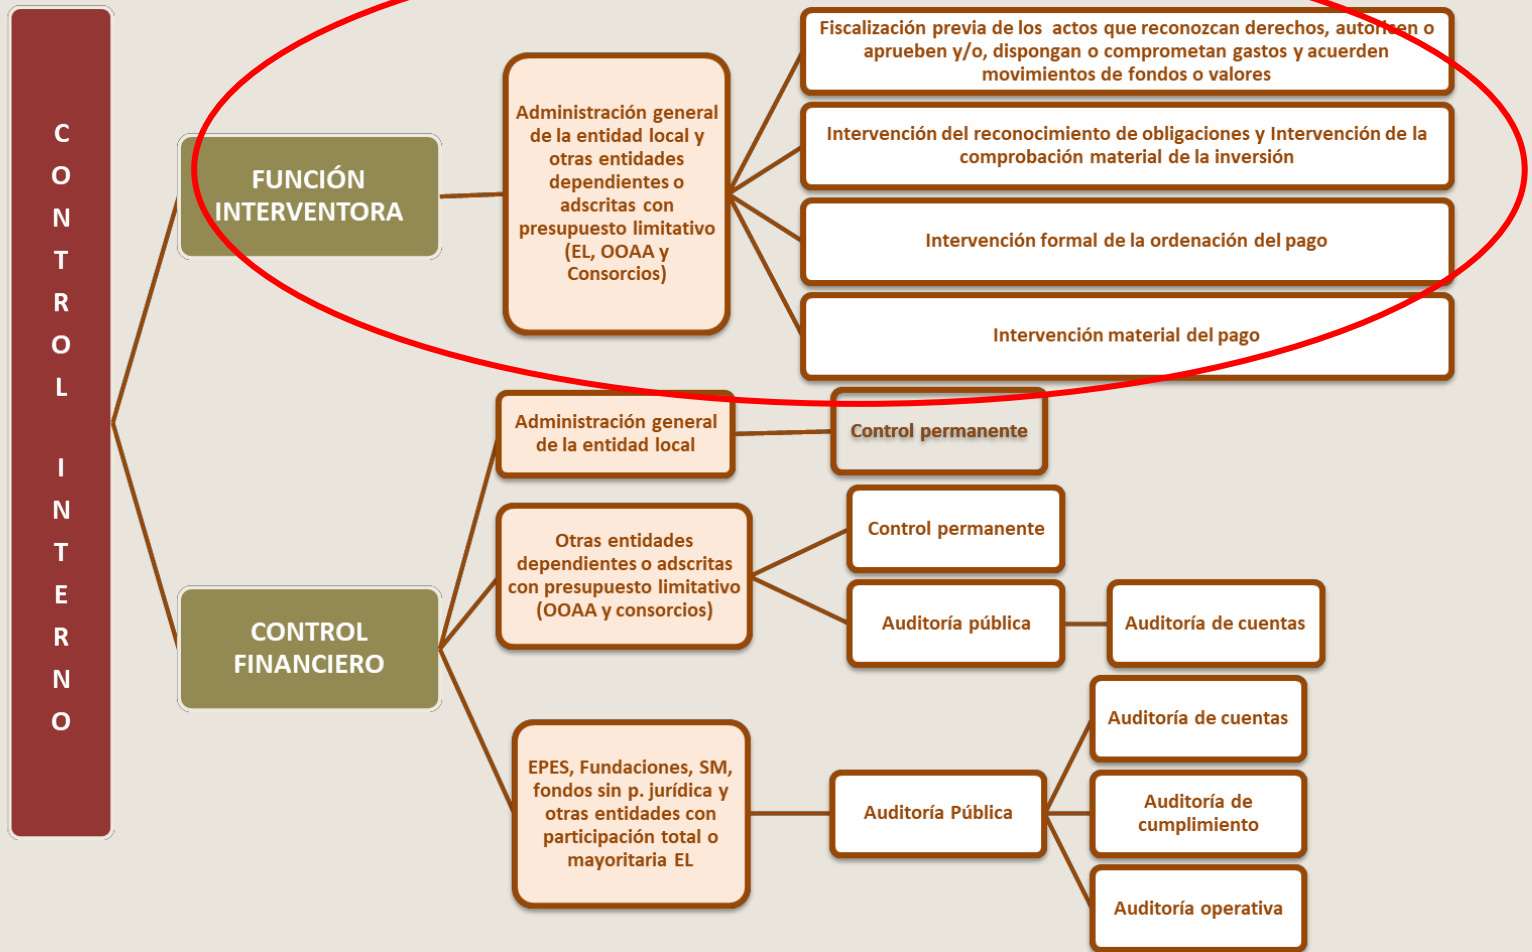 CONTROL INTERNO
FUNCIÓN
INTERVENTORA
Administración general
de la entidad local y
otras entidades
dependientes o
adscritas con
presupuesto limitativo
(EL, OOAA y
Consorcios)
Fiscalización previa de los actos que reconozcan derechos, autoricen o
aprueben y/o, dispongan o comprometan gastos y acuerden
movimientos de fondos o valores
Intervención del reconocimiento de obligaciones y Intervención de la
comprobación material de la inversión
Intervención formal de la ordenación del pago
Intervención material del pago
CONTROL
FINANCIERO
Administración general
de la entidad local
Control permanente
Otras entidades
dependientes o adscritas
con presupuesto limitativo
(OOAA y consorcios)
Control permanente
Auditoría pública
Auditoría de cuentas
EPES, Fundaciones, SM,
fondos sin p. jurídica y
otras entidades con
participación total o
mayoritaria EL
Auditoría Pública
Auditoría de cuentas
Auditoría de
cumplimiento
Auditoría operativa